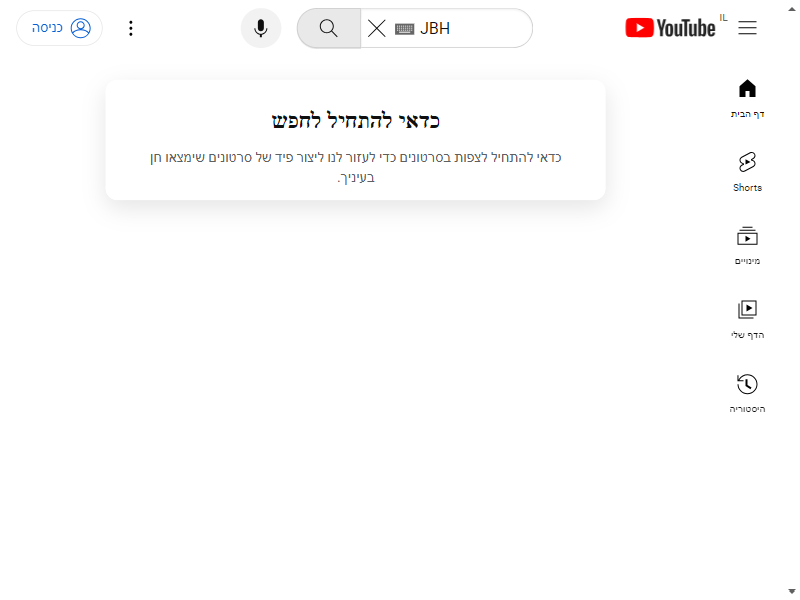 YouTube IL
JBH
כניסה
דף הבית
Shorts
מינויים
הדף שלי
היסטוריה
כדאי להתחיל לחפש
כדאי להתחיל לצפות בסרטונים כדי לעזור לנו ליצור פיד של סרטונים שימצאו חן
בעיניך.